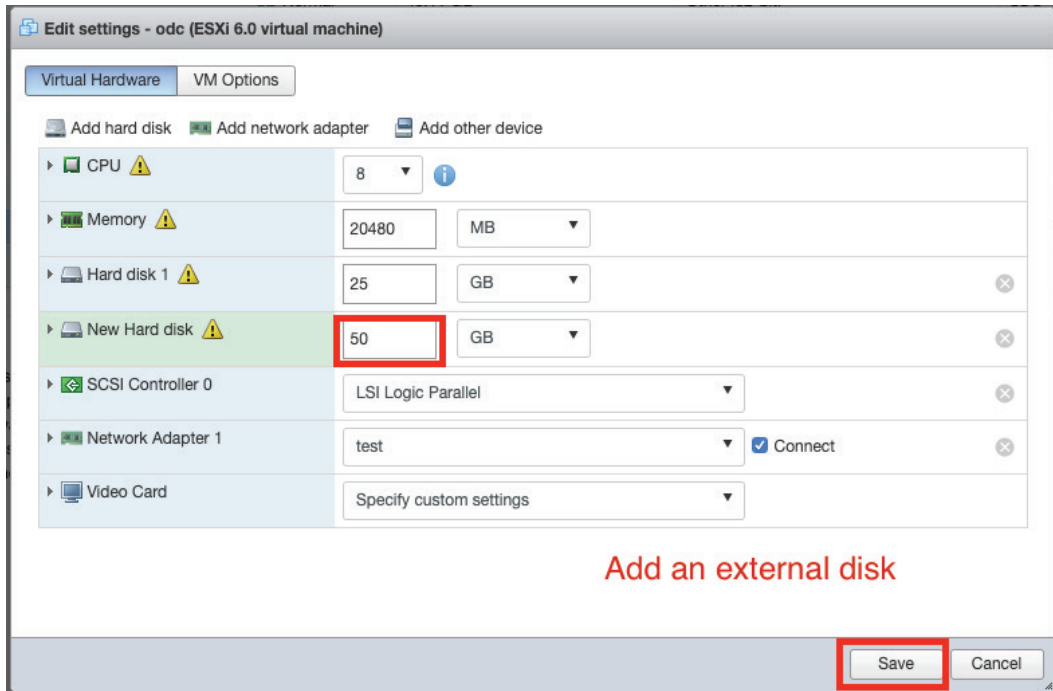 Edit settings - odc (ESXi 6.0 virtual machine)
Virtual Hardware VM Options
Add hard disk Add network adapter Add other device
CPU 8
Memory 20480 MB
Hard disk 1 25 GB
New Hard disk 50 GB
SCSI Controller 0 LSI Logic Parallel
Network Adapter 1 test Connect
Video Card Specify custom settings
Add an external disk
Save Cancel